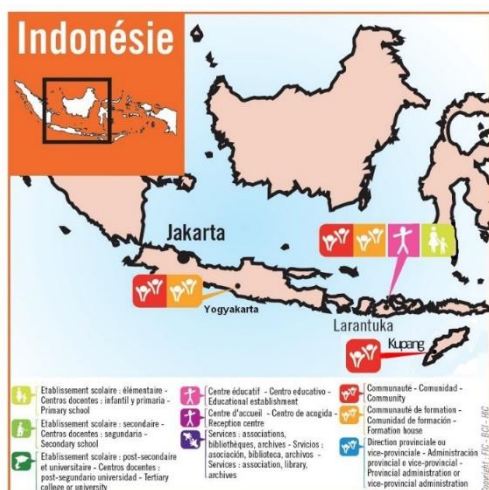 Indonésie
Jakarta
Yogyakarta
Larantuka
Kupang
Etablissement scolaire : élémentaire -
Centros docentes : infantil y primaria -
Primary school
Etablissement scolaire : secondaire -
Centros docentes : segundaria -
Secondary school
Etablissement scolaire : post-secondaire
et universitaire - Centros docentes :
post-segundario universidad - Tertiary
college or university
Centre éducatif - Centro educativo -
Educational establishment
Centre d'accueil - Centro de acogida -
Reception centre
Services : associations,
bibliothèques, archives - Srvicios :
asociación, biblioteca, archivos -
Services : association, library,
archives
Communauté - Comunidad -
Community
Communauté de formation -
Comunidad de formación -
Formation house
Direction provinciale ou
vice-provinciale - Administración
provincial e vice-provincial -
Provincial administration or
vice-provincial administration
Copyright : FIC - BCI - HIC